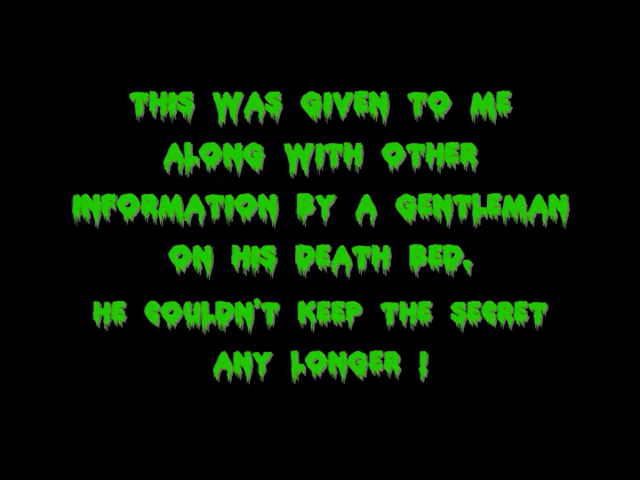 THIS WAS GIVEN TO ME
ALONG WITH OTHER
INFORMATION BY A GENTLEMAN
ON HIS DEATH BED.
HE COULDN'T KEEP THE SECRET
ANY LONGER !